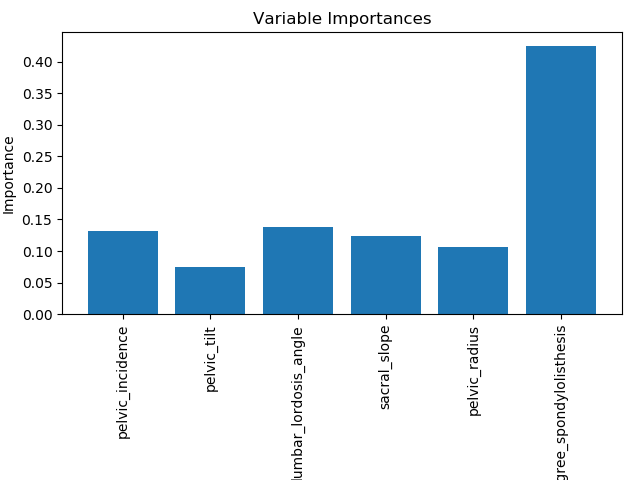 Variable Importances
Importance
0.40
0.35
0.30
0.25
0.20
0.15
0.10
0.05
0.00
pelvic_incidence
pelvic_tilt
lumbar_lordosis_angle
sacral_slope
pelvic_radius
gree_spondylolisthesis